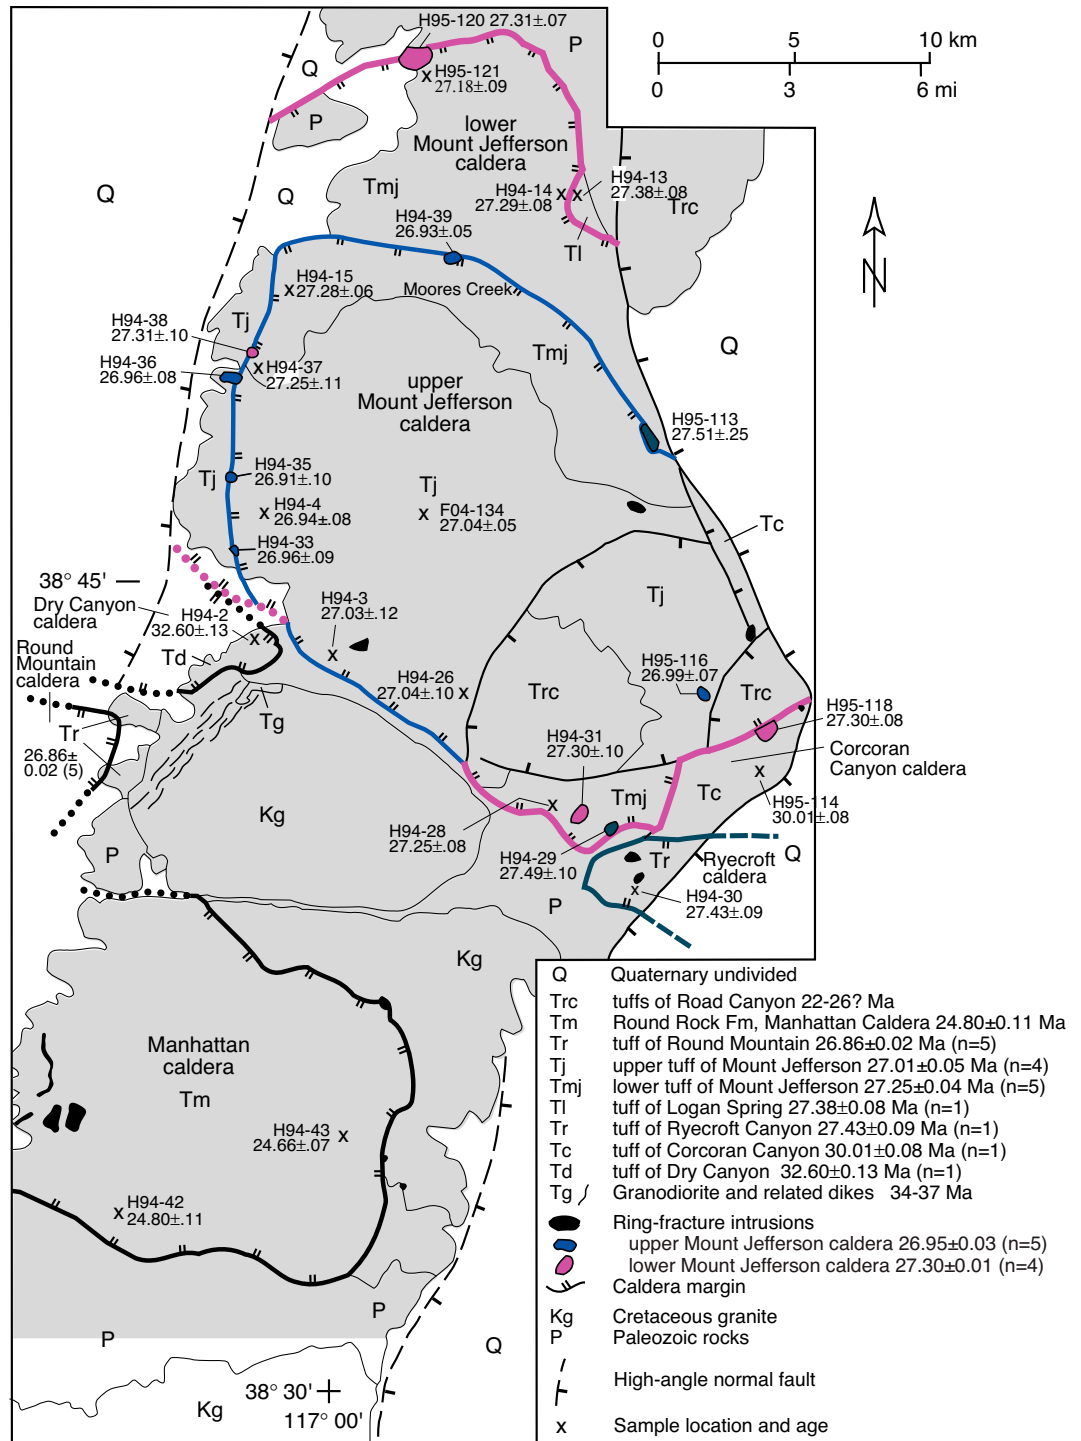 H95-120 27.31±.07
P
0 5 10 km
0 3 6 mi
Q
H95-121
27.18±.09
P
lower
Mount Jefferson
caldera
Q
Q
Tmj
H94-14
27.29±.08
H94-13
27.38±.08
Trc
H94-39
26.93±.05
Tl
N
H94-15
27.28±.06
Moores Creek
H94-38
27.31±.10
Tj
Tmj
Q
H94-36
26.96±.08
H94-37
27.25±.11
upper
Mount Jefferson
caldera
H95-113
27.51±.25
H94-35
26.91±.10
Tj
Tj
H94-4
26.94±.08
F04-134
27.04±.05
Tc
H94-33
26.96±.09
38° 45'
Dry Canyon
caldera
H94-2
32.60±.13
H94-3
27.03±.12
Tj
Round
Mountain
caldera
Td
H95-116
26.99±.07
H94-26
27.04±.10
Trc
Trc
H95-118
27.30±.08
Tg
Tr
H94-31
27.30±.10
Corcoran
Canyon caldera
26.86±
0.02 (5)
Kg
Tmj
Tc
H95-114
30.01±.08
H94-28
27.25±.08
P
H94-29
27.49±.10
Tr
Ryecroft
caldera
Q
H94-30
27.43±.09
P
Kg
Manhattan
caldera
Tm
H94-43
24.66±.07
H94-42
24.80±.11
P
P
Q
38° 30'
117° 00'
Kg
Q Quaternary undivided
Trc tuffs of Road Canyon 22-26? Ma
Tm Round Rock Fm, Manhattan Caldera 24.80±0.11 Ma
Tr tuff of Round Mountain 26.86±0.02 Ma (n=5)
Tj upper tuff of Mount Jefferson 27.01±0.05 Ma (n=4)
Tmj lower tuff of Mount Jefferson 27.25±0.04 Ma (n=5)
Tl tuff of Logan Spring 27.38±0.08 Ma (n=1)
Tr tuff of Ryecroft Canyon 27.43±0.09 Ma (n=1)
Tc tuff of Corcoran Canyon 30.01±0.08 Ma (n=1)
Td tuff of Dry Canyon 32.60±0.13 Ma (n=1)
Tg Granodiorite and related dikes 34-37 Ma
Ring-fracture intrusions
upper Mount Jefferson caldera 26.95±0.03 (n=5)
lower Mount Jefferson caldera 27.30±0.01 (n=4)
Caldera margin
Kg Cretaceous granite
P Paleozoic rocks
High-angle normal fault
x Sample location and age